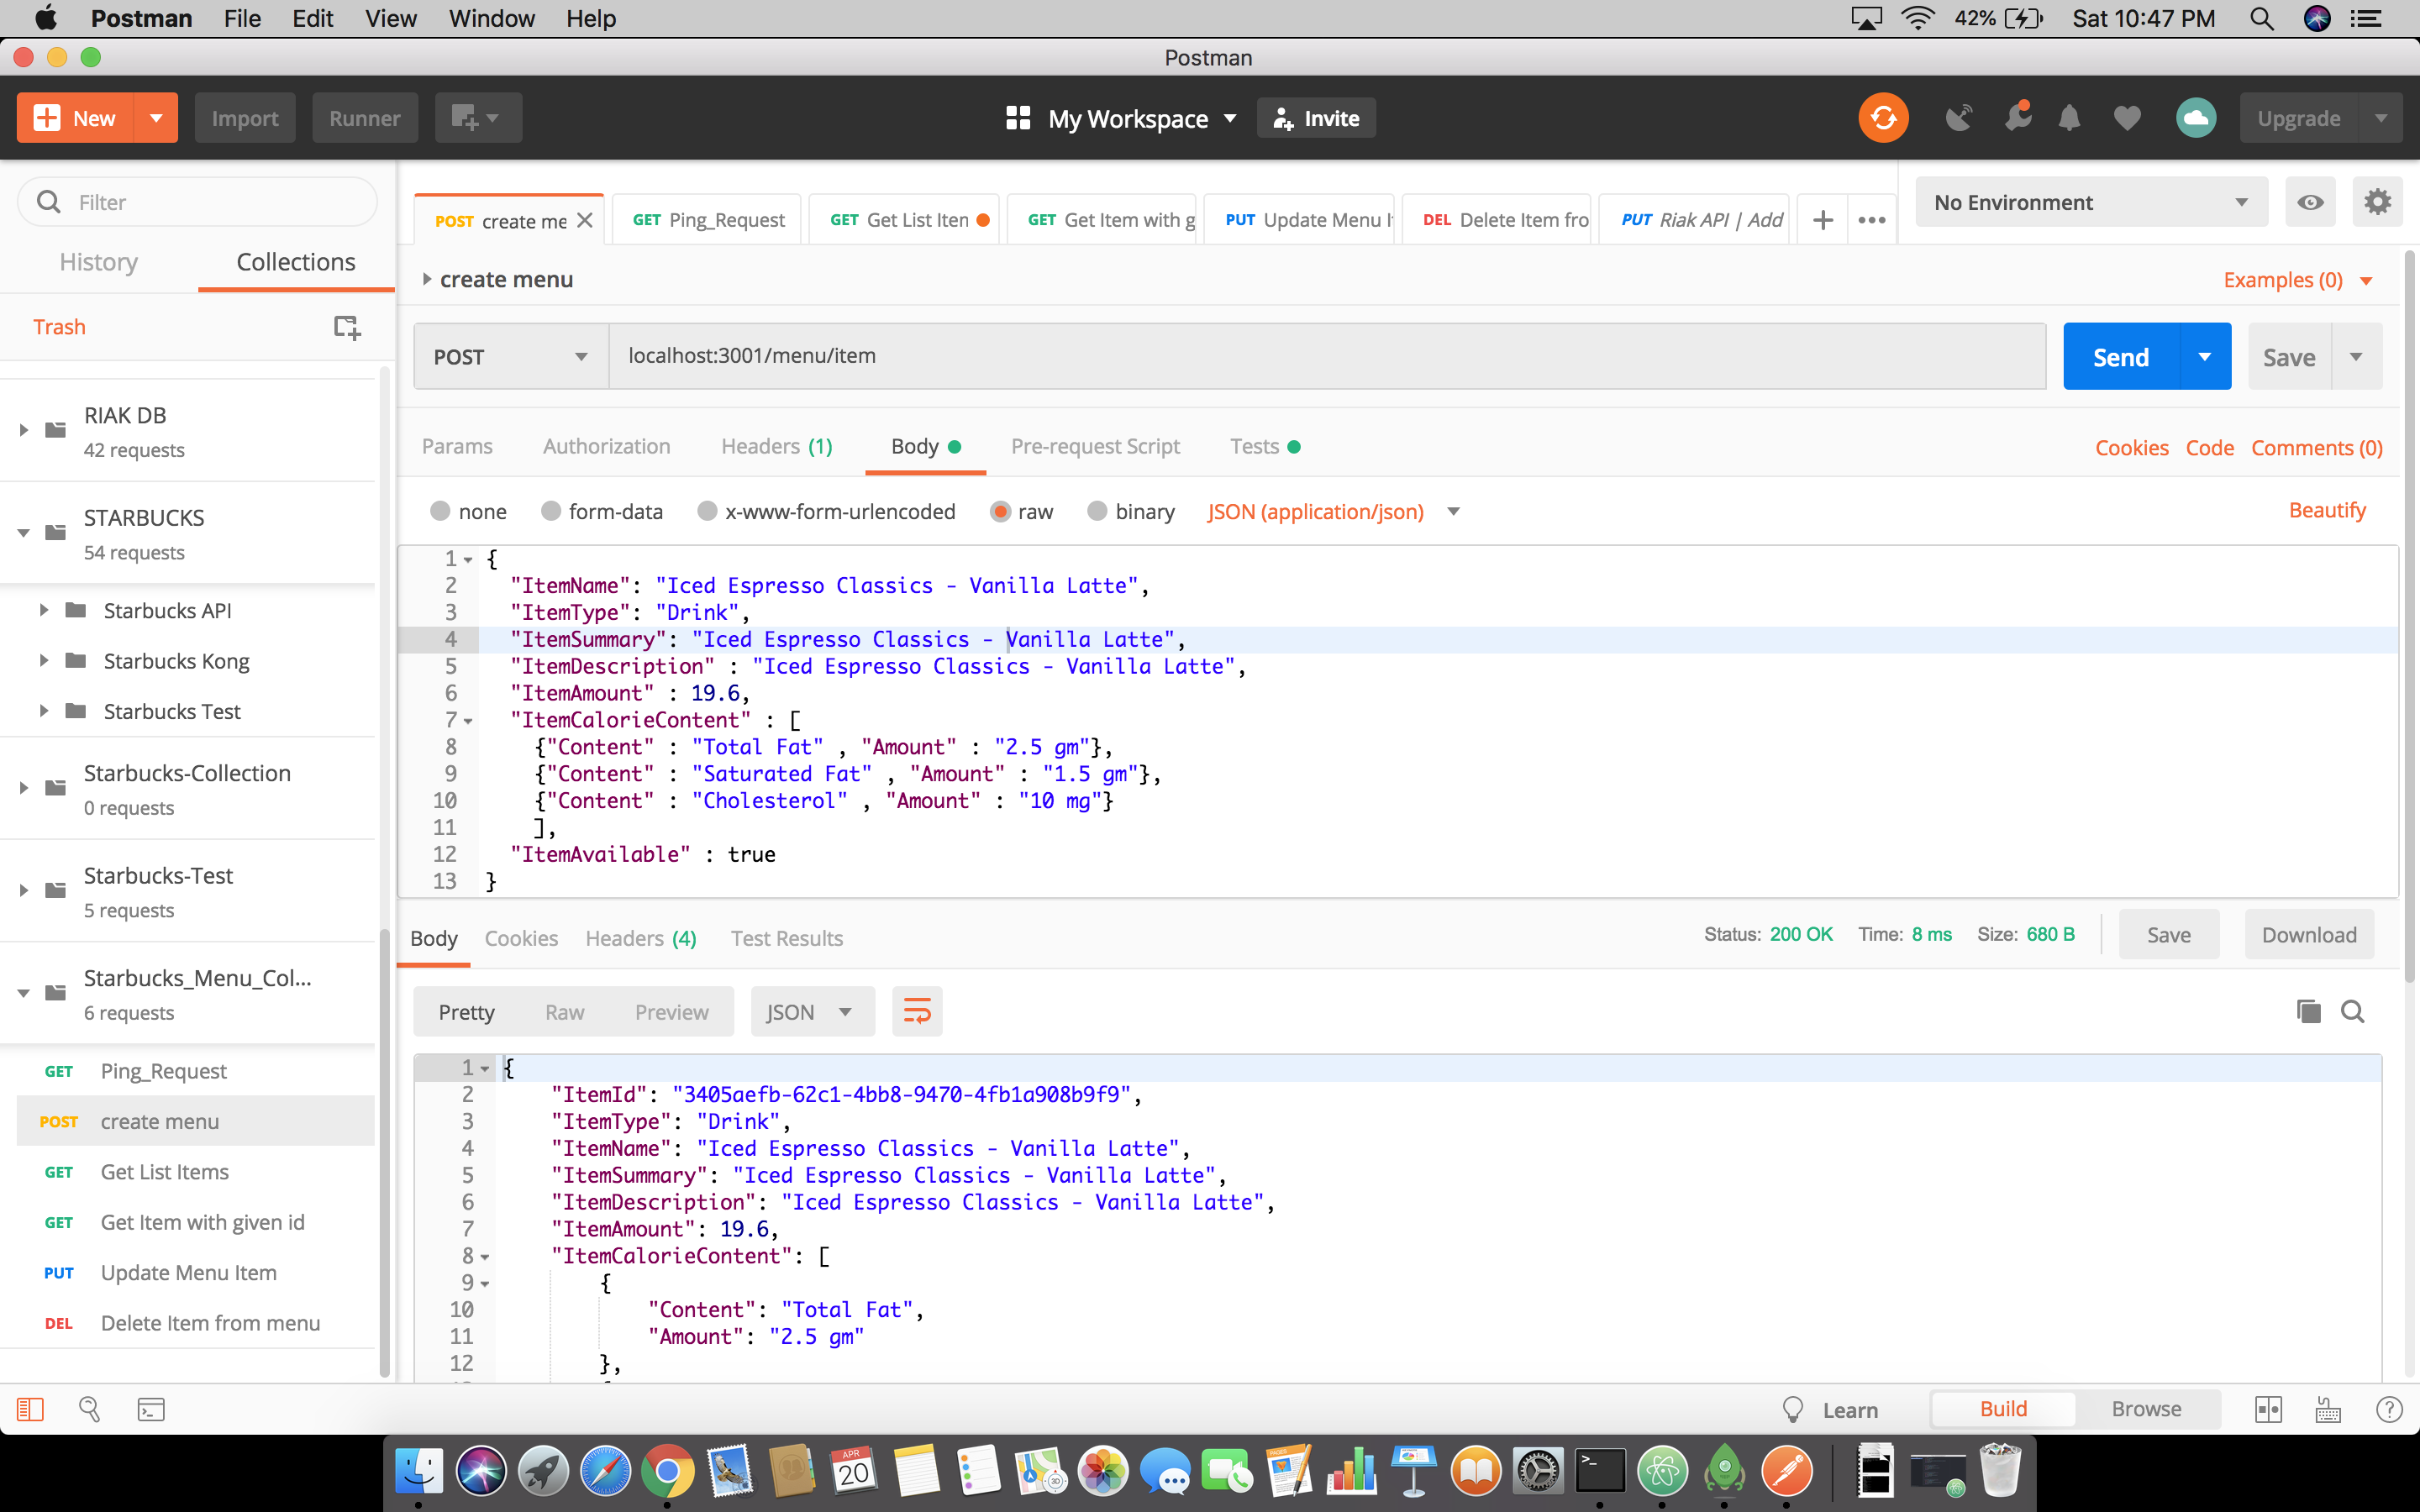 Postman File Edit View Window Help 42% Sat 10:47 PM
Postman
New Import Runner My Workspace Invite Upgrade
Filter
History Collections
Trash
RIAK DB
42 requests
STARBUCKS
54 requests
Starbucks API
Starbucks Kong
Starbucks Test
Starbucks-Collection
0 requests
Starbucks-Test
5 requests
Starbucks_Menu_Col...
6 requests
GET Ping_Request
POST create menu
GET Get List Items
GET Get Item with given id
PUT Update Menu Item
DEL Delete Item from menu
POST create me GET Ping_Request GET Get List Iten GET Get Item with g PUT Update Menu I DEL Delete Item fro PUT Riak API | Add
No Environment
create menu
Examples (0)
POST localhost:3001/menu/item Send Save
Params Authorization Headers (1) Body Pre-request Script Tests Cookies Code Comments (0)
none form-data x-www-form-urlencoded raw binary JSON (application/json) Beautify
1 {
2 "ItemName": "Iced Espresso Classics - Vanilla Latte",
3 "ItemType": "Drink",
4 "ItemSummary": "Iced Espresso Classics - Vanilla Latte",
5 "ItemDescription" : "Iced Espresso Classics - Vanilla Latte",
6 "ItemAmount" : 19.6,
7 "ItemCalorieContent" : [
8 {"Content" : "Total Fat" , "Amount" : "2.5 gm"},
9 {"Content" : "Saturated Fat" , "Amount" : "1.5 gm"},
10 {"Content" : "Cholesterol" , "Amount" : "10 mg"}
11 ],
12 "ItemAvailable" : true
13 }
Body Cookies Headers (4) Test Results Status: 200 OK Time: 8 ms Size: 680 B Save Download
Pretty Raw Preview JSON
1 {
2 "ItemId": "3405aefb-62c1-4bb8-9470-4fb1a908b9f9",
3 "ItemType": "Drink",
4 "ItemName": "Iced Espresso Classics - Vanilla Latte",
5 "ItemSummary": "Iced Espresso Classics - Vanilla Latte",
6 "ItemDescription": "Iced Espresso Classics - Vanilla Latte",
7 "ItemAmount": 19.6,
8 "ItemCalorieContent": [
9 {
10 "Content": "Total Fat",
11 "Amount": "2.5 gm"
12 },
Learn Build Browse
APR
20
3D